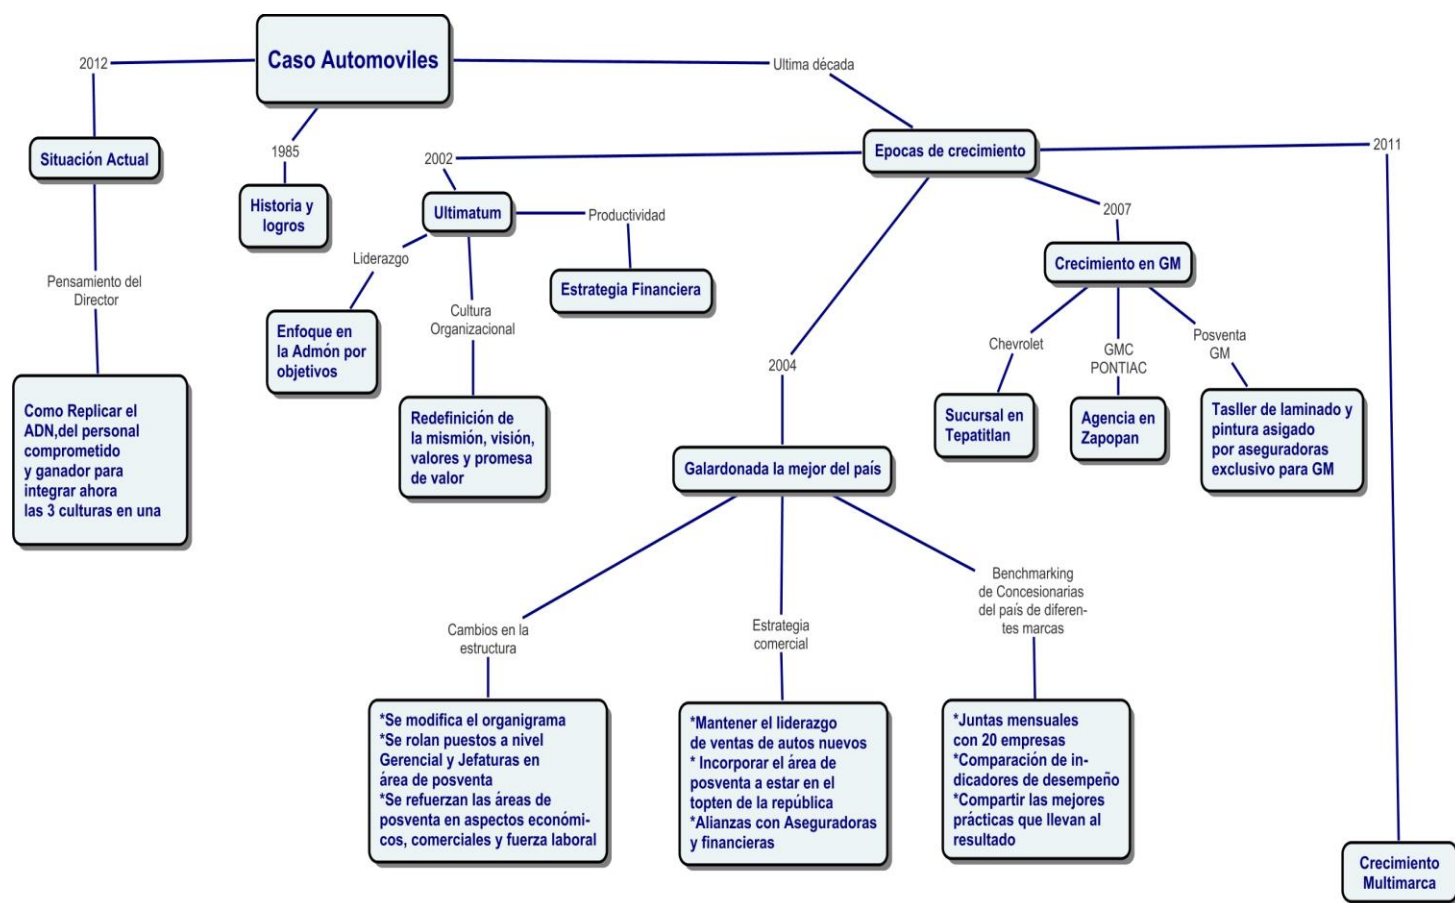 Caso Automoviles
2012
Situación Actual
Pensamiento del
Director
Como Replicar el
ADN,del personal
comprometido
y ganador para
integrar ahora
las 3 culturas en una
1985
Historia y
logros
Ultima década
Epocas de crecimiento
2002
Ultimatum
Liderazgo
Enfoque en
la Admón por
objetivos
Cultura
Organizacional
Redefinición de
la mismión, visión,
valores y promesa
de valor
Productividad
Estrategia Financiera
2004
Galardonada la mejor del país
Cambios en la
estructura
*Se modifica el organigrama
*Se rolan puestos a nivel
Gerencial y Jefaturas en
área de posventa
*Se refuerzan las áreas de
posventa en aspectos económi-
cos, comerciales y fuerza laboral
Estrategia
comercial
*Mantener el liderazgo
de ventas de autos nuevos
* Incorporar el área de
posventa a estar en el
topten de la república
*Alianzas con Aseguradoras
y financieras
Benchmarking
de Concesionarias
del país de diferen-
tes marcas
*Juntas mensuales
con 20 empresas
*Comparación de in-
dicadores de desempeño
*Compartir las mejores
prácticas que llevan al
resultado
2007
Crecimiento en GM
Chevrolet
Sucursal en
Tepatitlan
GMC
PONTIAC
Agencia en
Zapopan
Posventa
GM
Tasller de laminado y
pintura asigado
por aseguradoras
exclusivo para GM
2011
Crecimiento
Multimarca